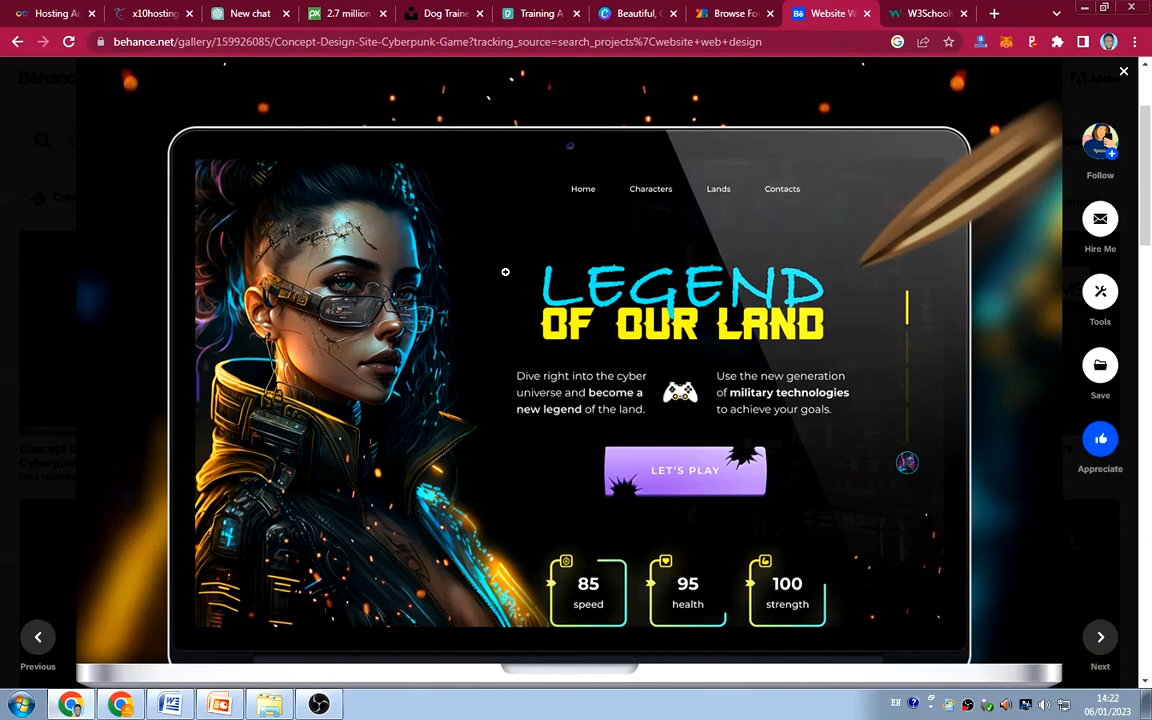 Hosting Ac
x10hosting
New chat
2.7 million
Dog Traine
Training A
Beautiful, C
Browse For
Website W
W3Schools
behance.net/gallery/159926085/Concept-Design-Site-Cyberpunk-Game?tracking_source=search_projects%7Cwebsite+web+design
Home Characters Lands Contacts
LEGEND
OF OUR LAND
Dive right into the cyber
universe and become a
new legend of the land.
Use the new generation
of military technologies
to achieve your goals.
LET'S PLAY
85
speed
95
health
100
strength
Follow
Hire Me
Tools
Save
Appreciate
Previous
Next
EN
14:22
06/01/2023